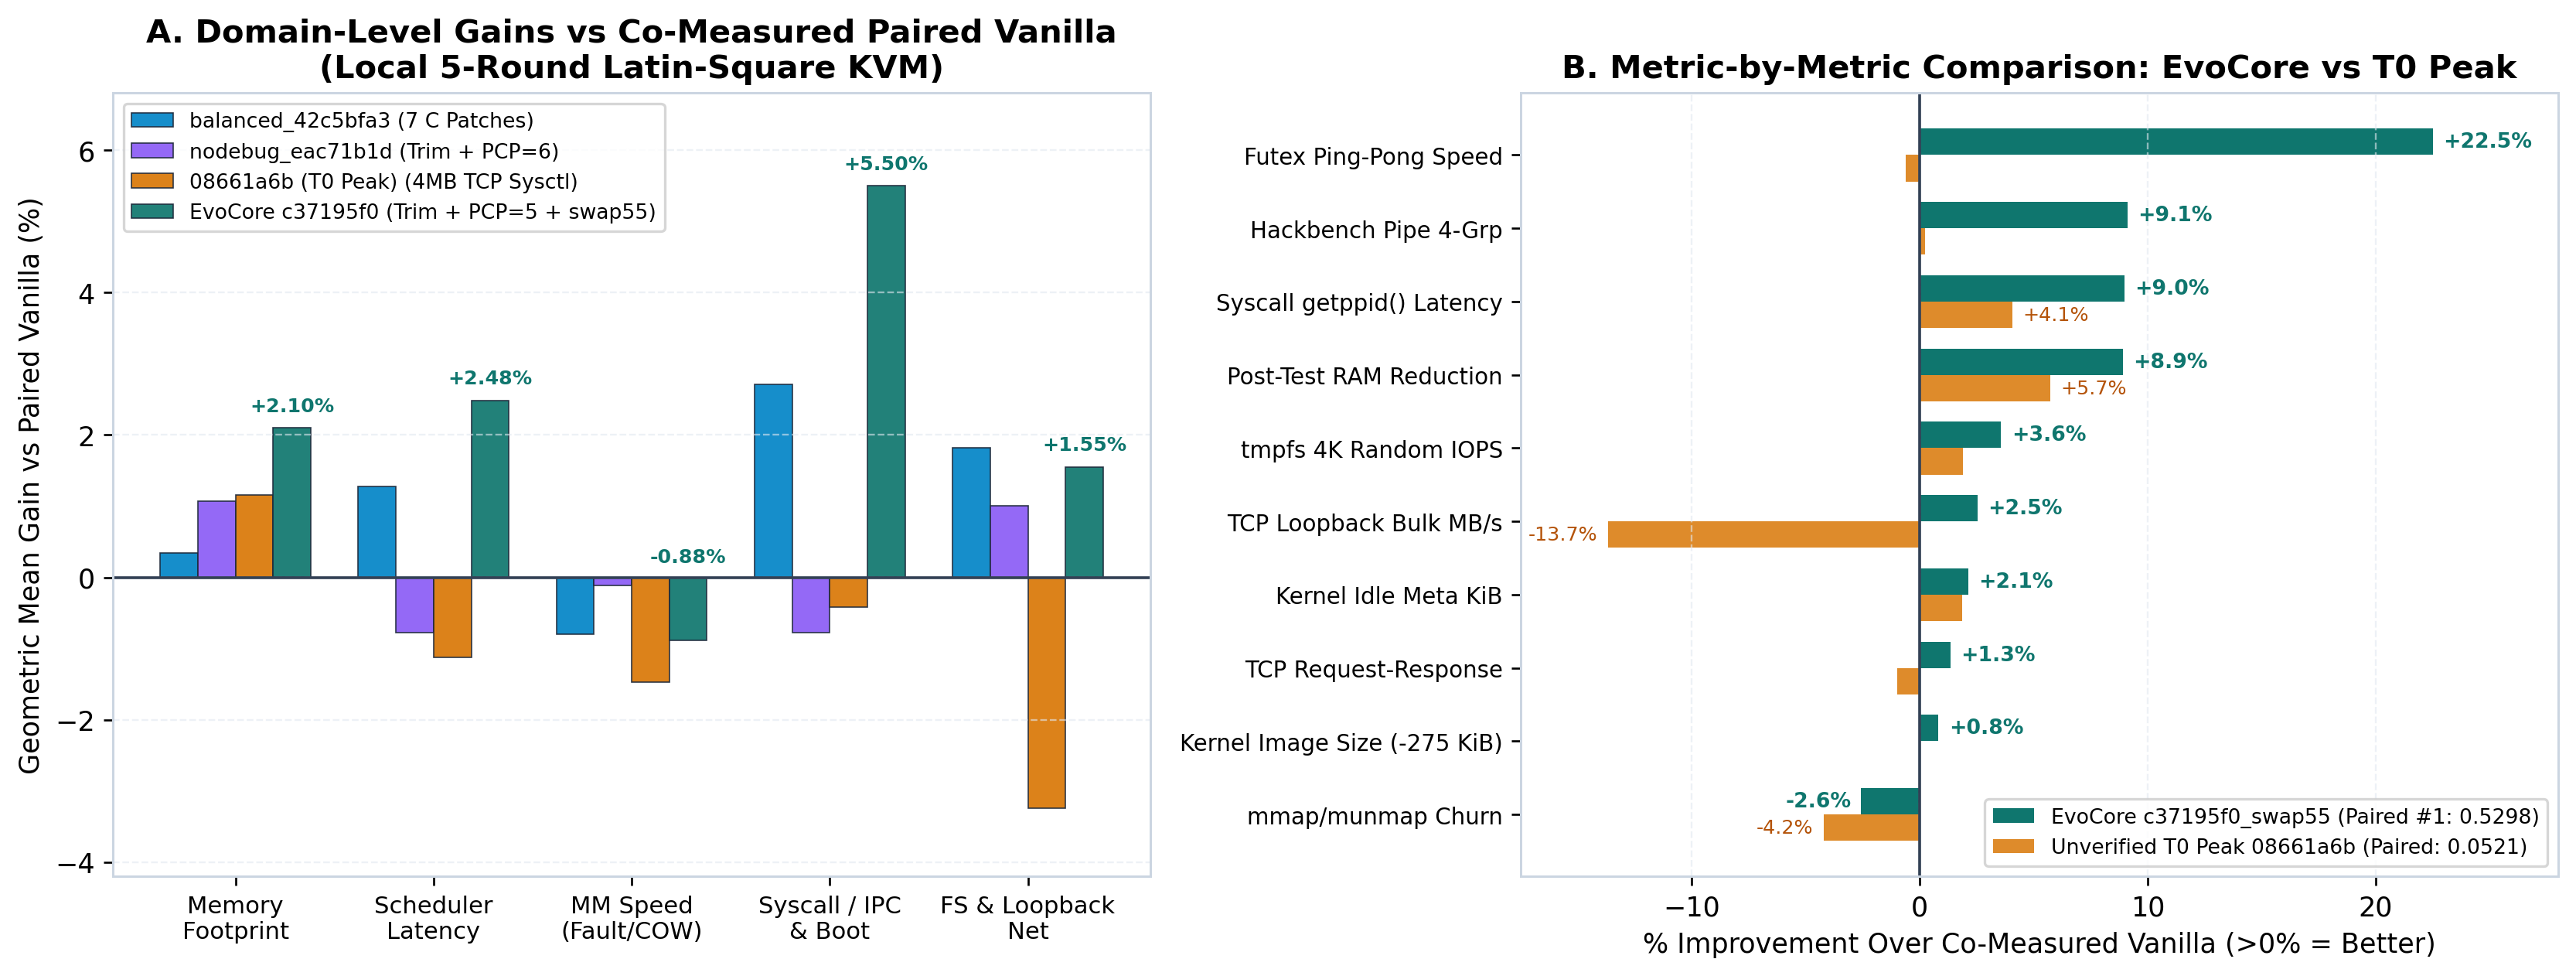 A. Domain-Level Gains vs Co-Measured Paired Vanilla
(Local 5-Round Latin-Square KVM)
Geometric Mean Gain vs Paired Vanilla (%)
6
4
2
0
−2
−4
balanced_42c5bfa3 (7 C Patches)
nodebug_eac71b1d (Trim + PCP=6)
08661a6b (T0 Peak) (4MB TCP Sysctl)
EvoCore c37195f0 (Trim + PCP=5 + swap55)
+2.10%
+2.48%
-0.88%
+5.50%
+1.55%
Memory
Footprint
Scheduler
Latency
MM Speed
(Fault/COW)
Syscall / IPC
& Boot
FS & Loopback
Net
B. Metric-by-Metric Comparison: EvoCore vs T0 Peak
Futex Ping-Pong Speed
+22.5%
Hackbench Pipe 4-Grp
+9.1%
Syscall getppid() Latency
+9.0%
+4.1%
Post-Test RAM Reduction
+8.9%
+5.7%
tmpfs 4K Random IOPS
+3.6%
TCP Loopback Bulk MB/s
+2.5%
-13.7%
Kernel Idle Meta KiB
+2.1%
TCP Request-Response
+1.3%
Kernel Image Size (-275 KiB)
+0.8%
mmap/munmap Churn
-2.6%
-4.2%
EvoCore c37195f0_swap55 (Paired #1: 0.5298)
Unverified T0 Peak 08661a6b (Paired: 0.0521)
−10
0
10
20
% Improvement Over Co-Measured Vanilla (>0% = Better)